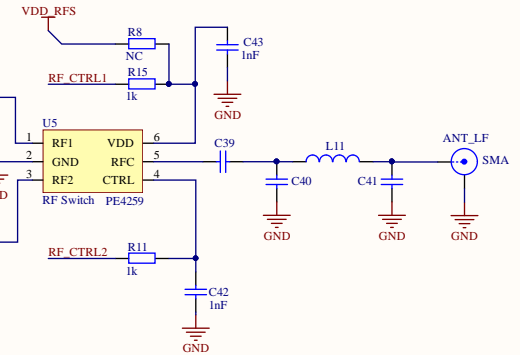 VDD_RFS
R8
NC
C43
1nF
RF_CTRL1
R15
1k
GND
U5
1
RF1
VDD
6
2
GND
RFC
5
3
RF2
CTRL
4
RF Switch
PE4259
C39
L11
ANT_LF
SMA
C40
C41
GND
GND
GND
D
RF_CTRL2
R11
1k
C42
1nF
GND